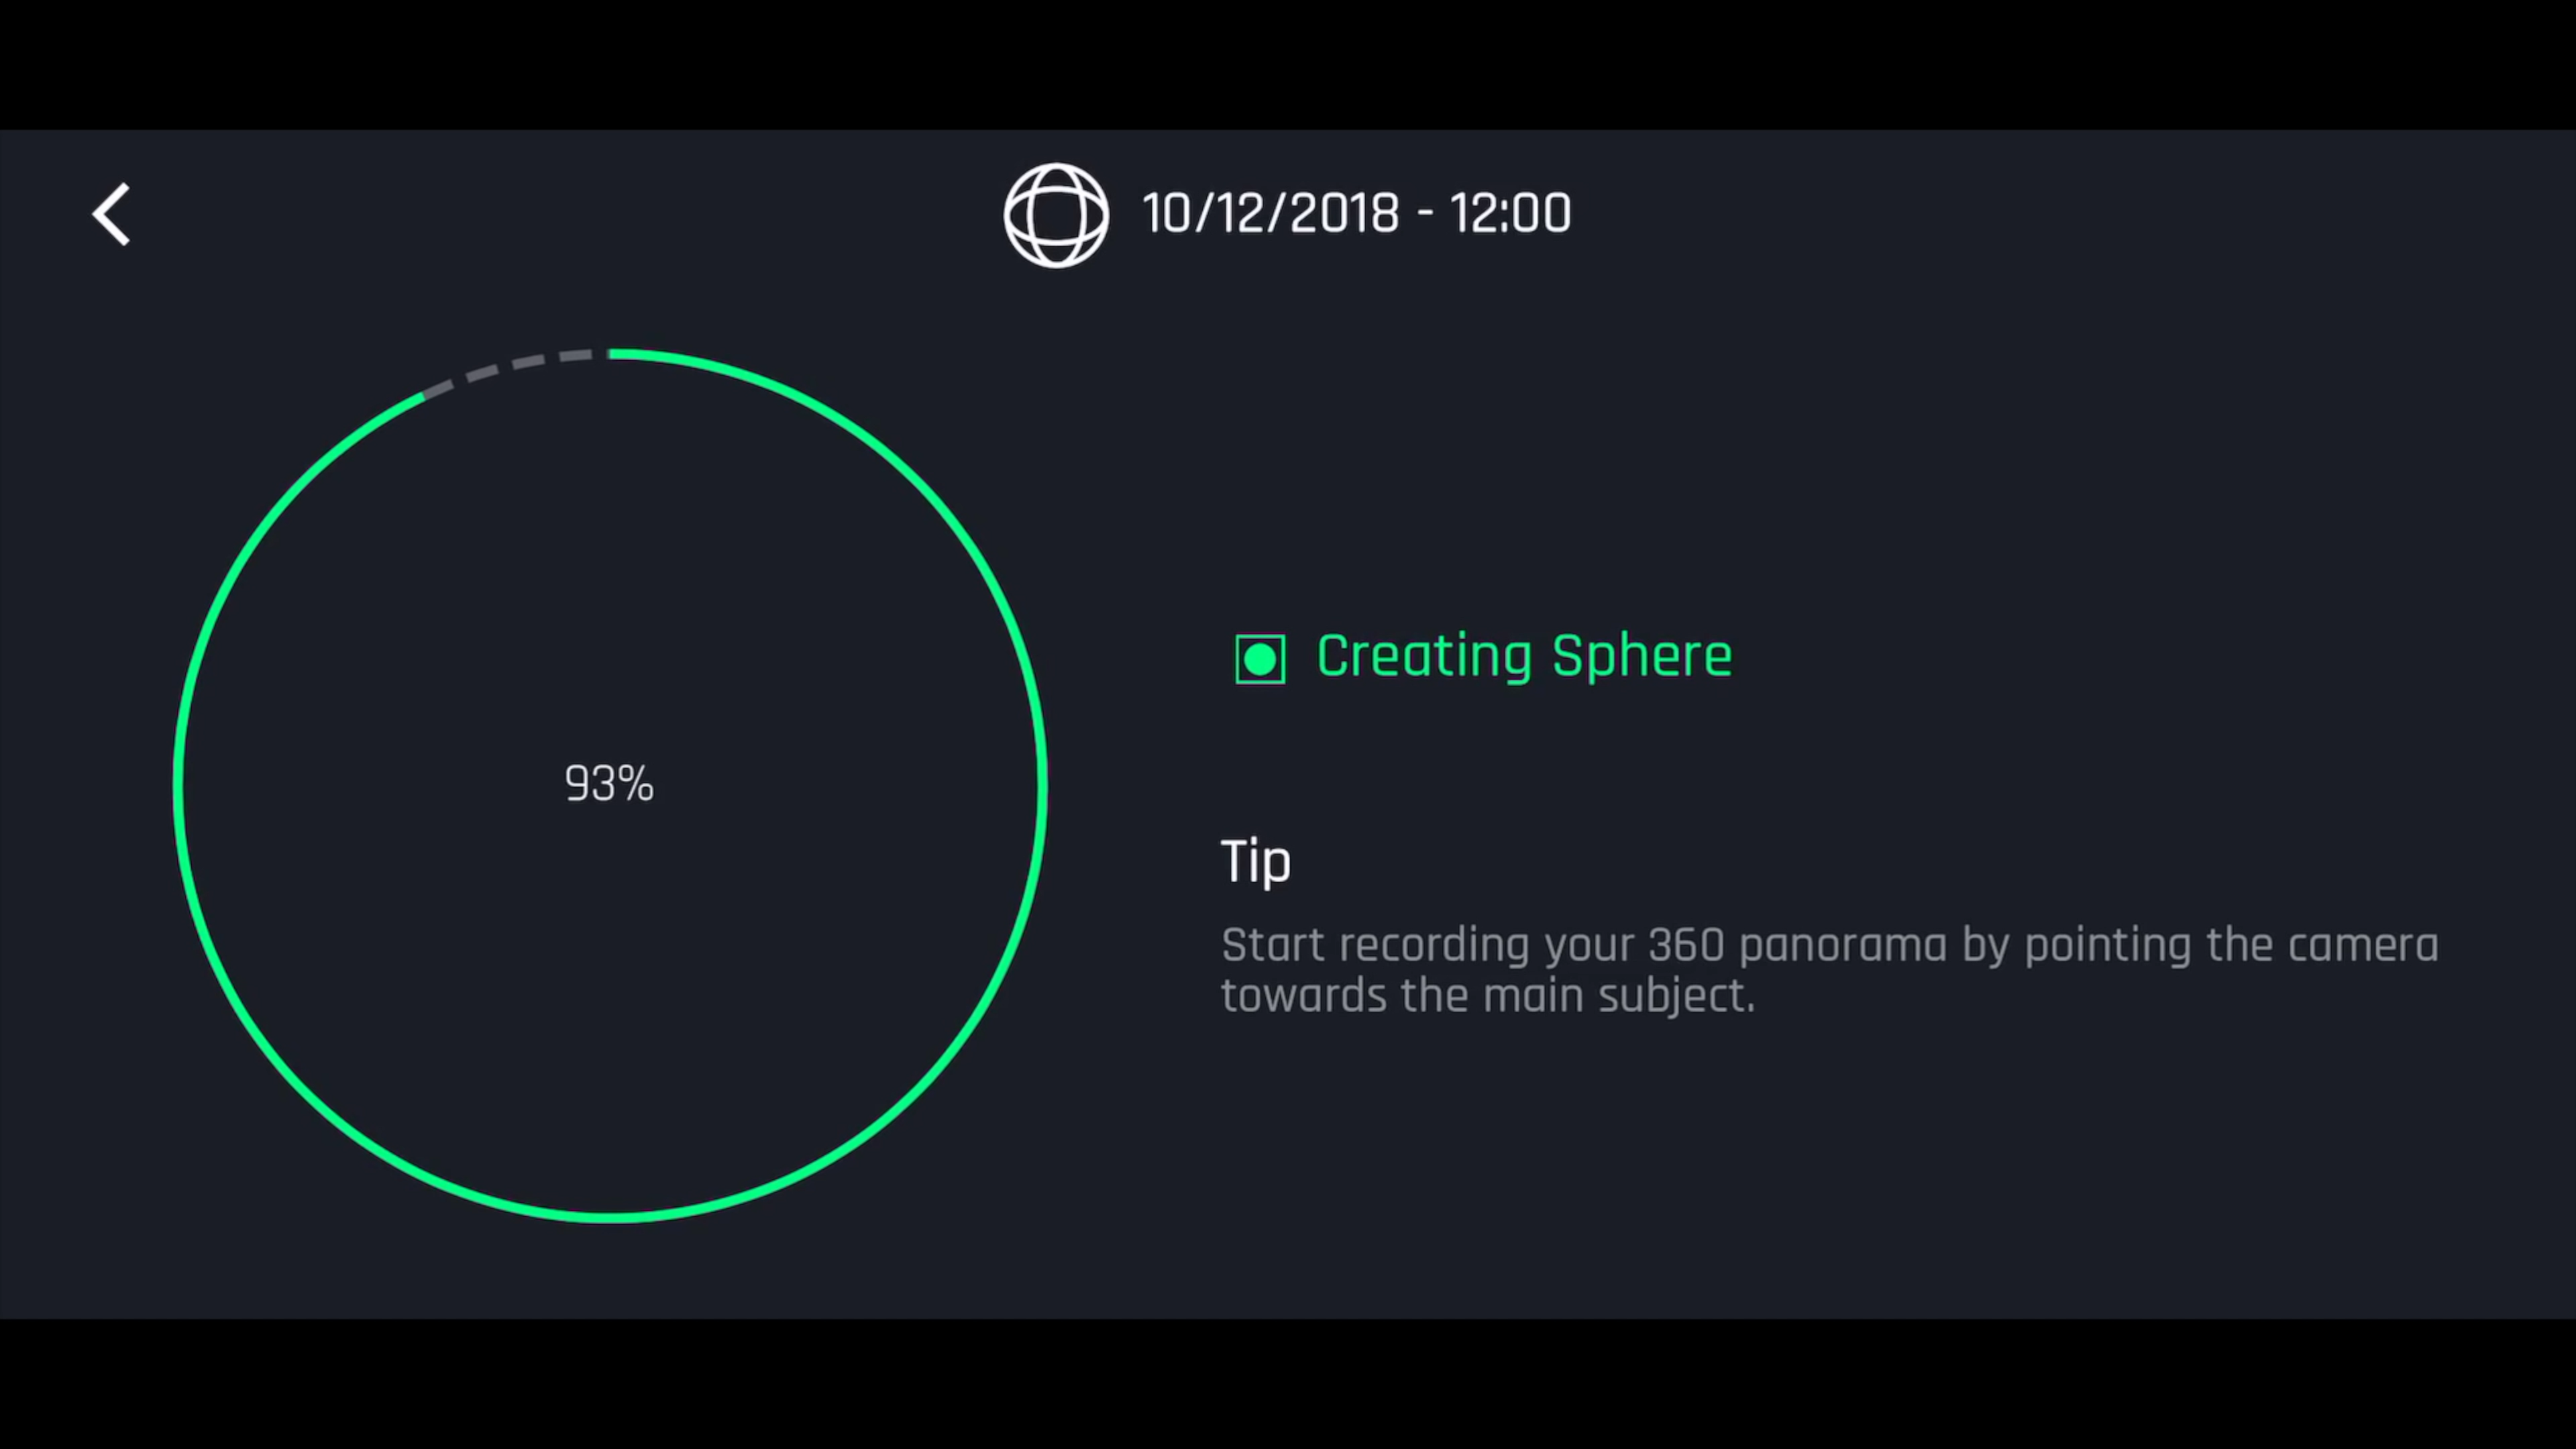 10/12/2018 - 12:00
93%
Creating Sphere
Tip
Start recording your 360 panorama by pointing the camera
towards the main subject.